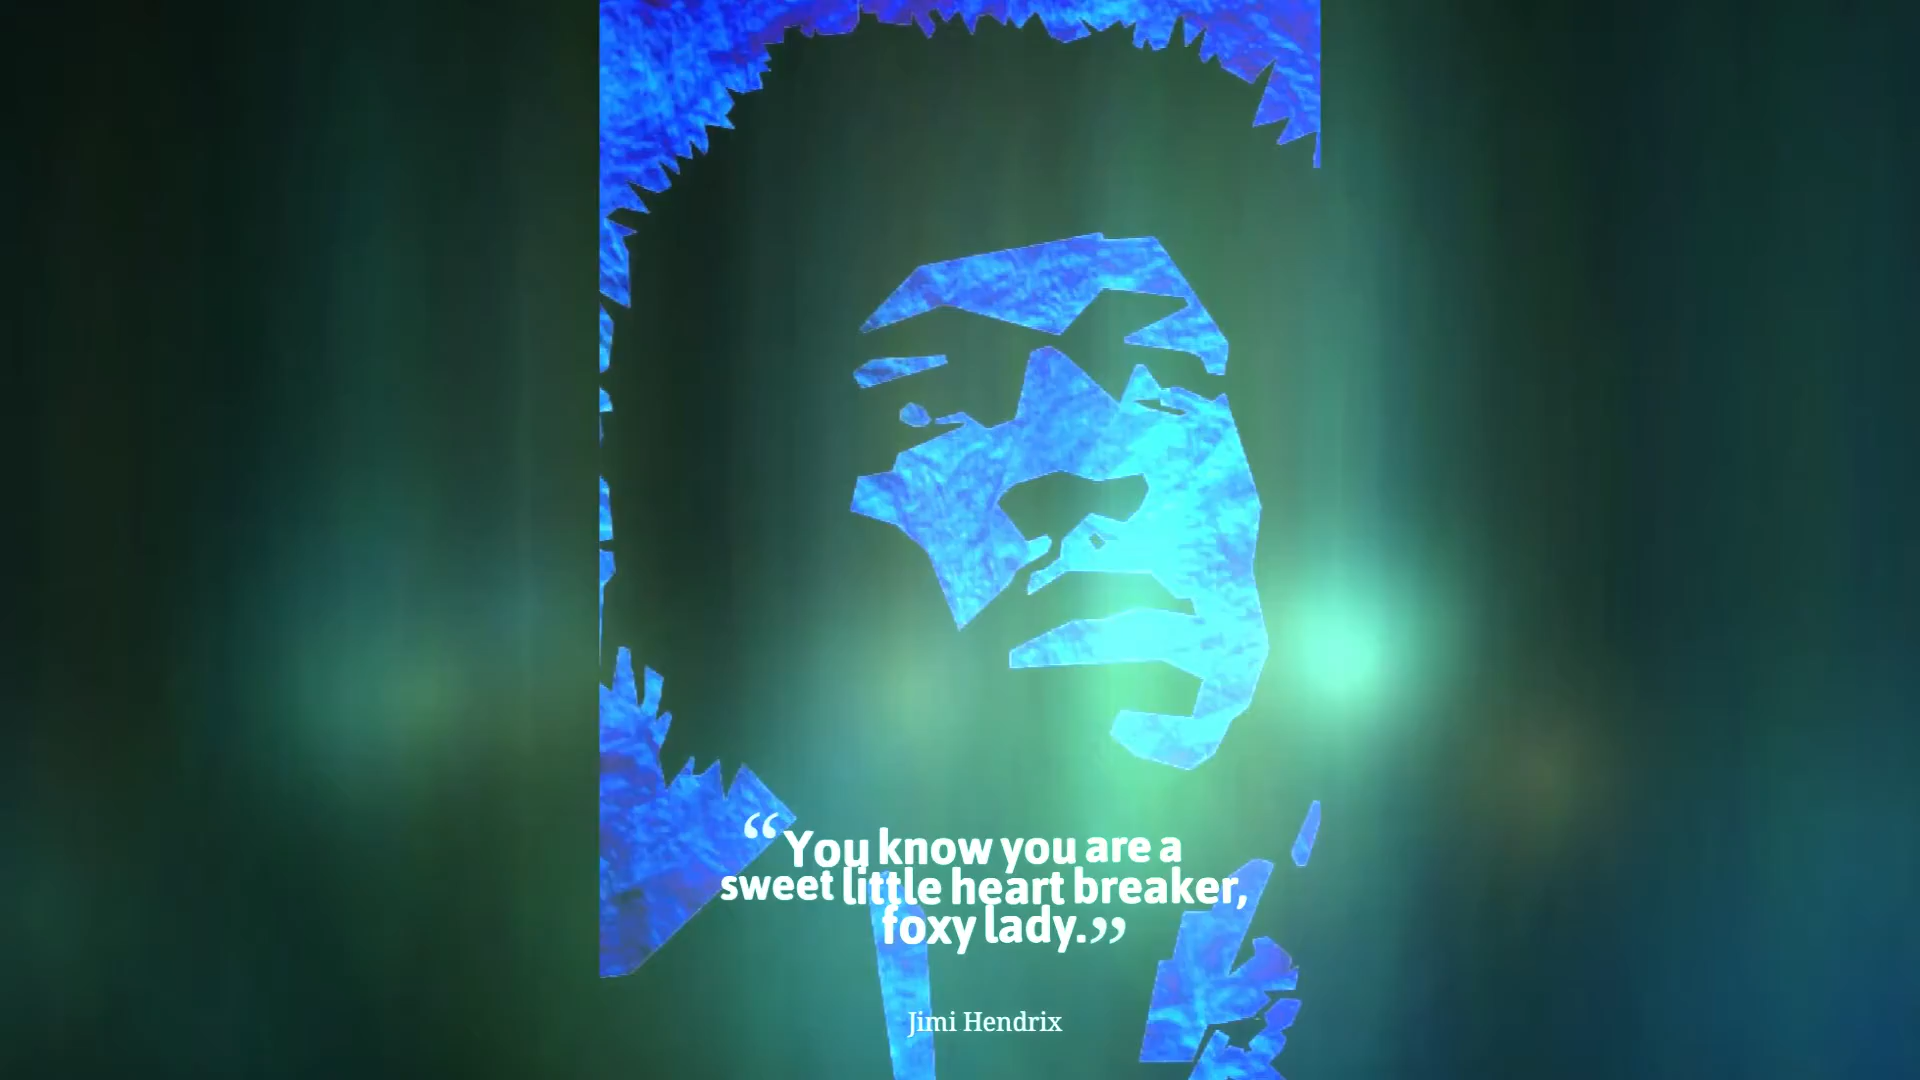 “You know you are a
sweet little heart breaker,
foxy lady.”
Jimi Hendrix